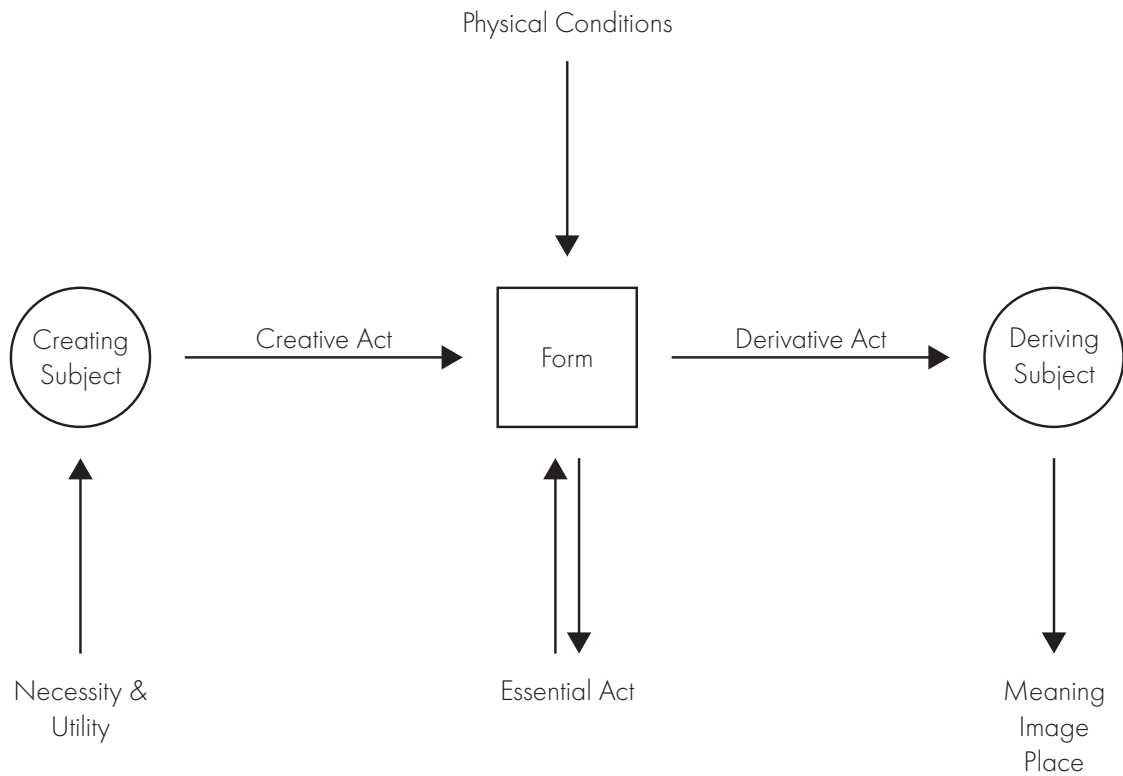 Physical Conditions
Creating
Subject
Creative Act
Form
Derivative Act
Deriving
Subject
Necessity &
Utility
Essential Act
Meaning
Image
Place